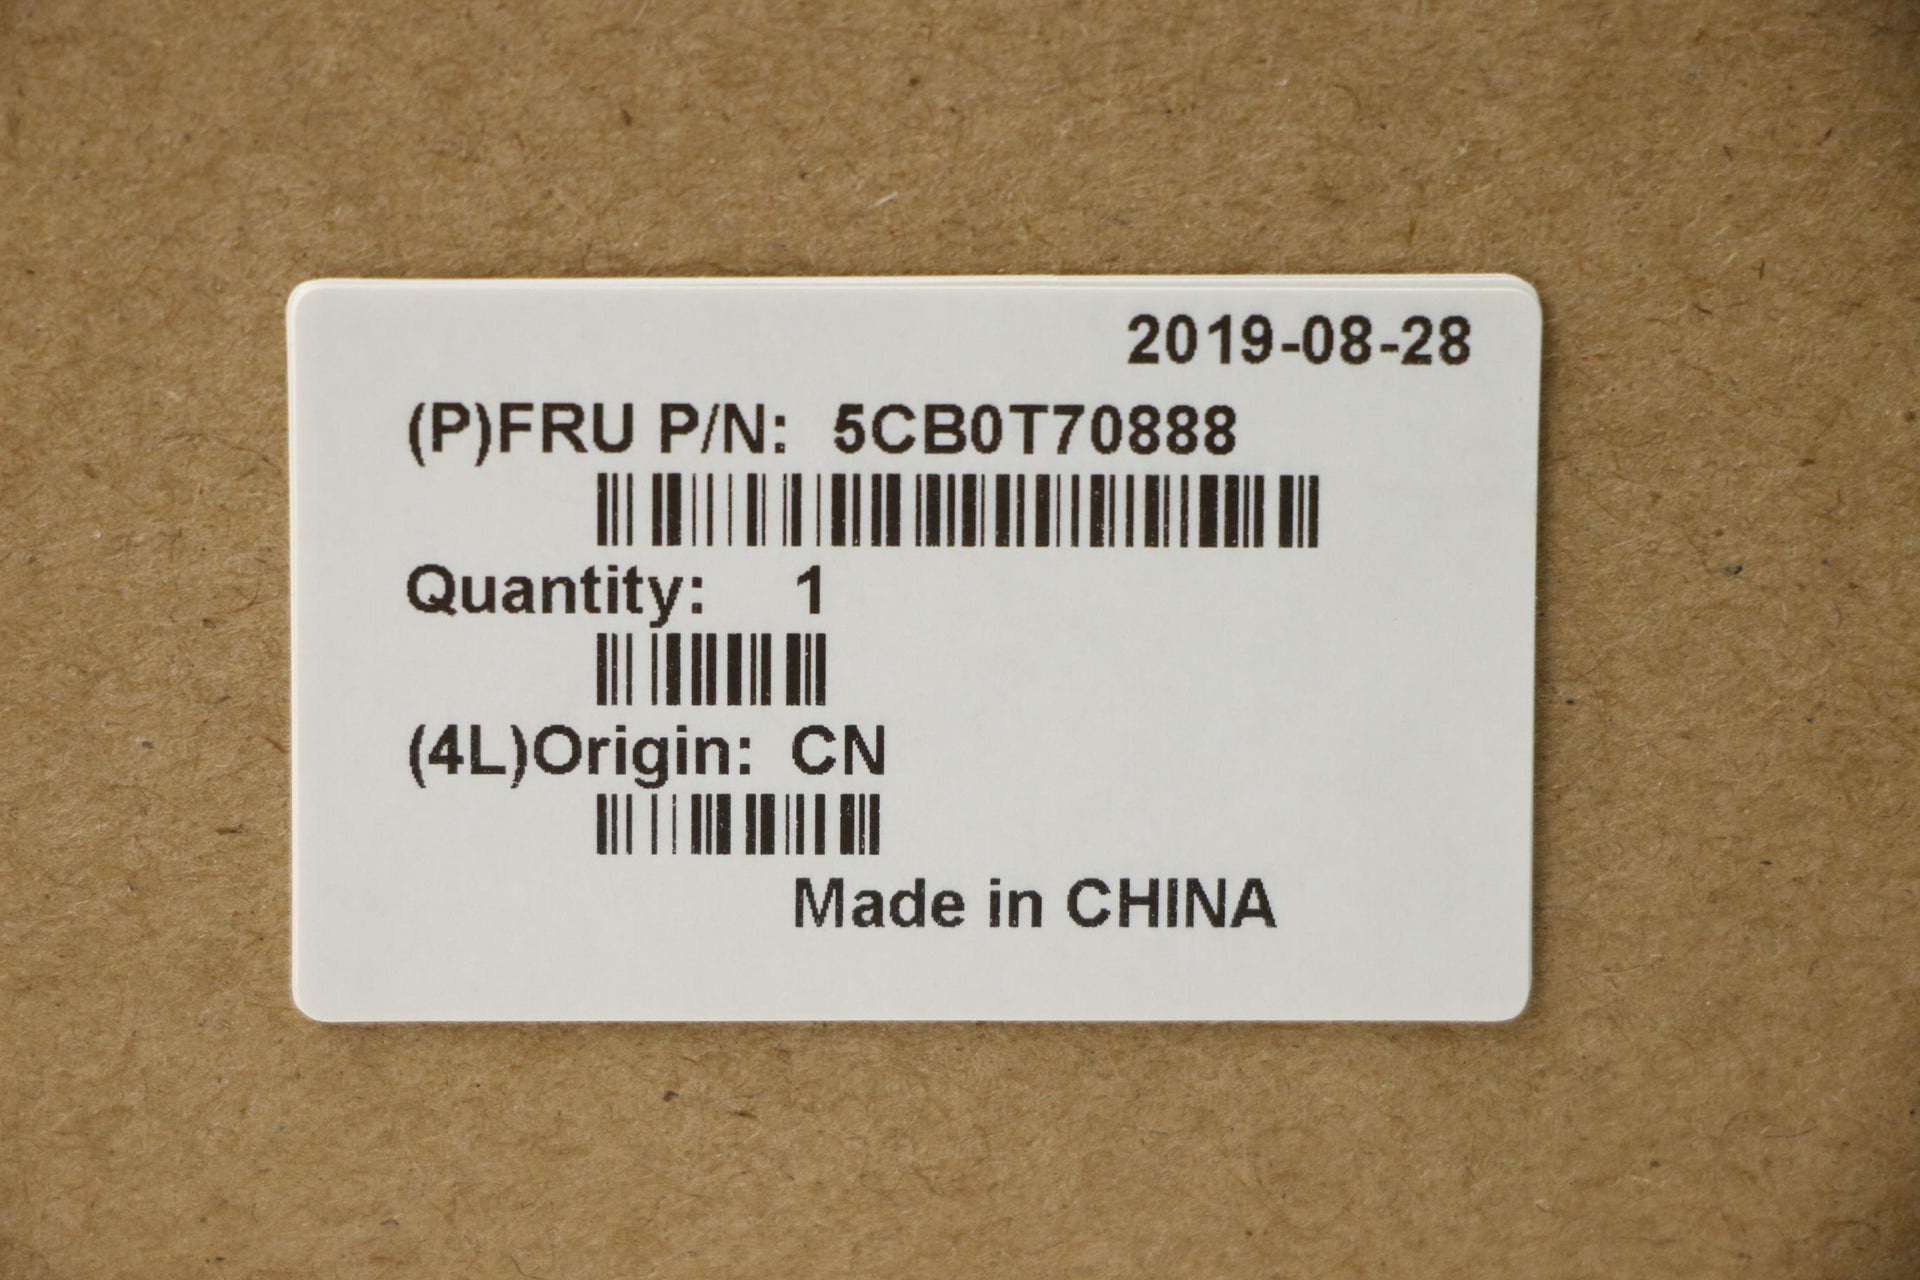 2019-08-28
(P)FRU P/N: 5CB0T70888
Quantity: 1
(4L)Origin: CN
Made in CHINA